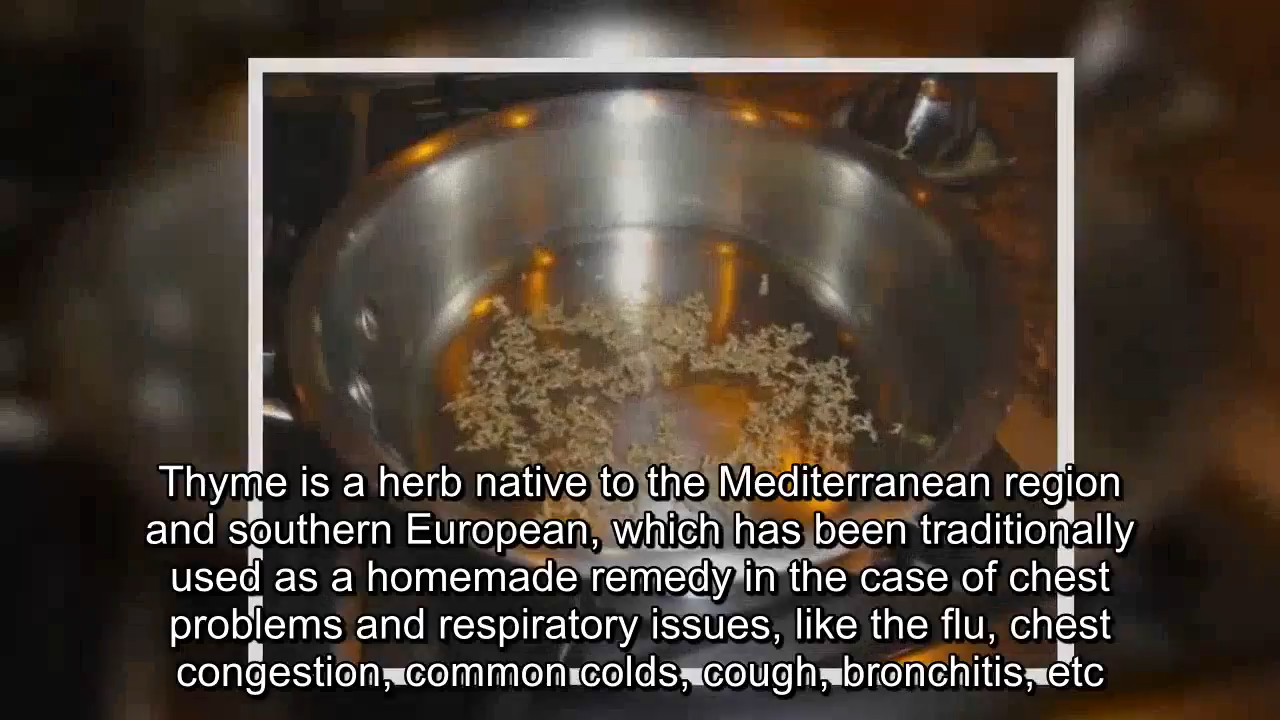 Thyme is a herb native to the Mediterranean region
and southern European, which has been traditionally
used as a homemade remedy in the case of chest
problems and respiratory issues, like the flu, chest
congestion, common colds, cough, bronchitis, etc